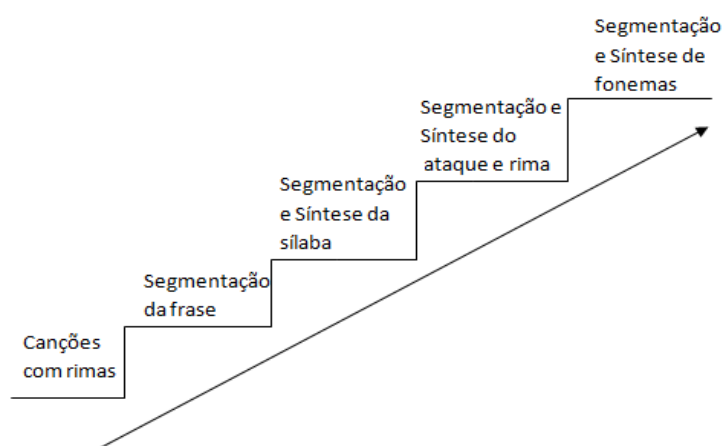 Canções
com rimas
Segmentação
da frase
Segmentação
e Síntese da
sílaba
Segmentação e
Síntese do
ataque e rima
Segmentação
e Síntese de
fonemas